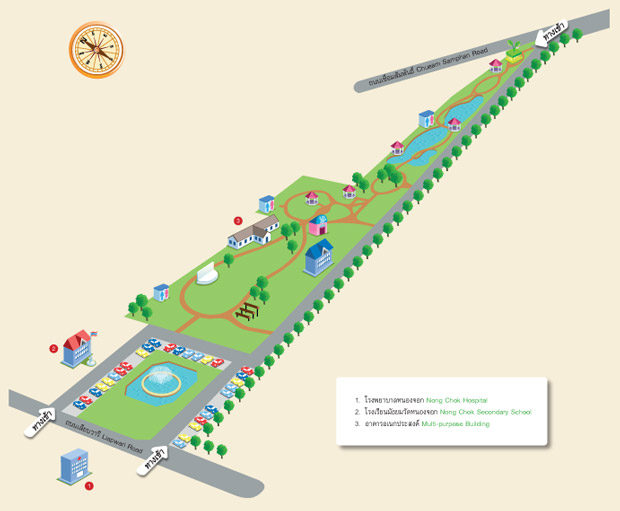 N
ทางเข้า
ถนนเชื่อมสัมพันธ์ Chueam Samphan Road
3
2
ทางเข้า
ถนนเลียบวารี Liapwari Road
ทางเข้า
1
1. โรงพยาบาลหนองจอก Nong Chok Hospital
2. โรงเรียนมัธยมวัดหนองจอก Nong Chok Secondary School
3. อาคารอเนกประสงค์ Multi-purpose Building